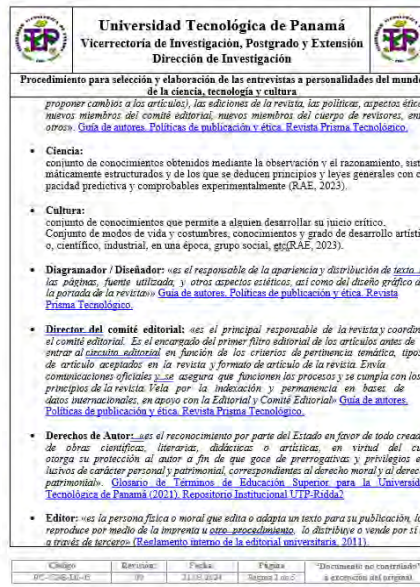 Universidad Tecnológica de Panamá
Vicerrectoría de Investigación, Postgrado y Extensión
Dirección de Investigación
Procedimiento para selección y elaboración de las entrevistas a personalidades del mundo
de la ciencia, tecnología y cultura
proponer cambios a los artículos), las ediciones de la revista, las políticas, aspectos étic
nuevos miembros del comité editorial, nuevos miembros del cuerpo de revisores, en
otros». Guía de autores. Políticas de publicación y ética. Revista Prisma Tecnológico.
• Ciencia:
conjunto de conocimientos obtenidos mediante la observación y el razonamiento, sist
máticamente estructurados y de los que se deducen principios y leyes generales con c
pacidad predictiva y comprobables experimentalmente (RAE, 2023).
• Cultura:
conjunto de conocimientos que permite a alguien desarrollar su juicio crítico.
Conjunto de modos de vida y costumbres, conocimientos y grado de desarrollo artísti
o, científico, industrial, en una época, grupo social, etc(RAE, 2023).
• Diagramador / Diseñador: «es el responsable de la apariencia y distribución de texto
las páginas, fuente utilizada, y otros aspectos estéticos, así como del diseño gráfico d
la portada de la revista» Guía de autores. Políticas de publicación y ética. Revista
Prisma Tecnológico.
• Director del comité editorial: «es el principal responsable de la revista y coordin
el comité editorial. Es el encargado del primer filtro editorial de los artículos antes de
entrar al circuito editorial en función de los criterios de pertinencia temática, tipos
de artículo aceptados en la revista y formato de artículo de la revista. Envía
comunicaciones oficiales y se asegura que funcionen los procesos y se cumpla con los
principios de la revista. Vela por la indexación y permanencia en bases de
datos internacionales, en apoyo con la Editorial y Comité Editorial» Guía de autores.
Políticas de publicación y ética. Revista Prisma Tecnológico.
• Derechos de Autor: «es el reconocimiento por parte del Estado en favor de todo cread
de obras científicas, literarias, didácticas o artísticas, en virtud del cu
otorga su protección al autor a fin de que goce de prerrogativas y privilegios e
lusivos de carácter personal y patrimonial, correspondientes al derecho moral y al derec
patrimonial». Glosario de Términos de Educación Superior para la Universid
Tecnológica de Panamá (2021). Repositorio Institucional UTP-Ridda2
• Editor: «es la persona física o moral que edita o adapta un texto para su publicación, l
reproduce por medio de la imprenta u otro procedimiento, lo distribuye o vende por sí
a través de tercero» (Reglamento interno de la editorial universitaria, 2011).
Código Revisión: Fecha: Página "Documento no controlado
00 21/03/2024 a excepción del original"